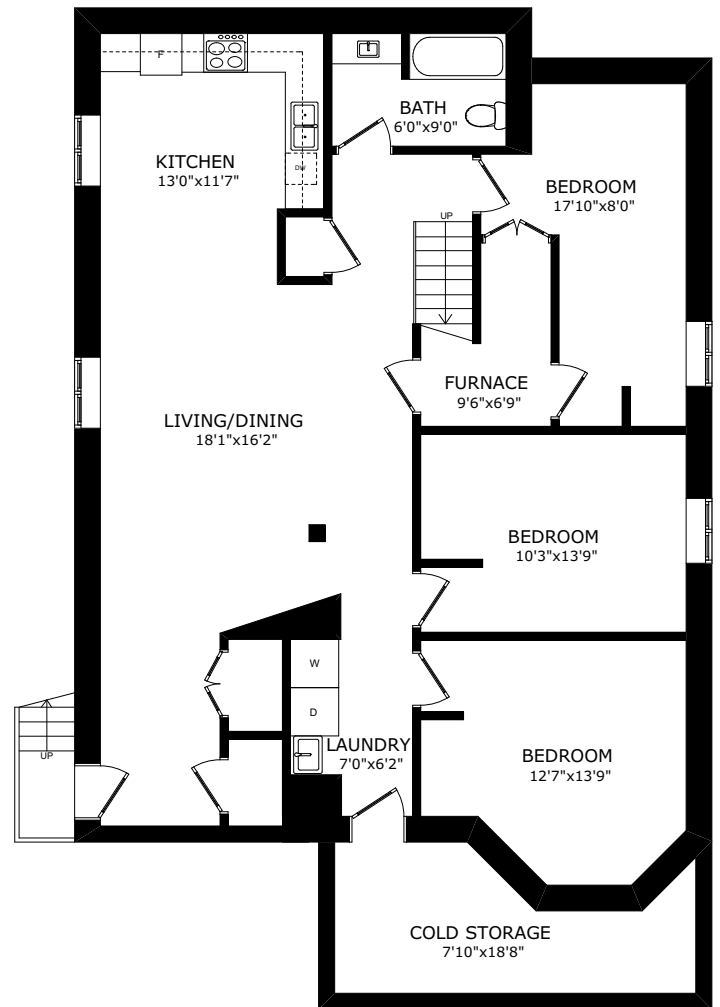 F
BATH
6'0"x9'0"
KITCHEN
13'0"x11'7"
DW
BEDROOM
17'10"x8'0"
UP
FURNACE
9'6"x6'9"
LIVING/DINING
18'1"x16'2"
BEDROOM
10'3"x13'9"
W
D
LAUNDRY
7'0"x6'2"
UP
BEDROOM
12'7"x13'9"
COLD STORAGE
7'10"x18'8"